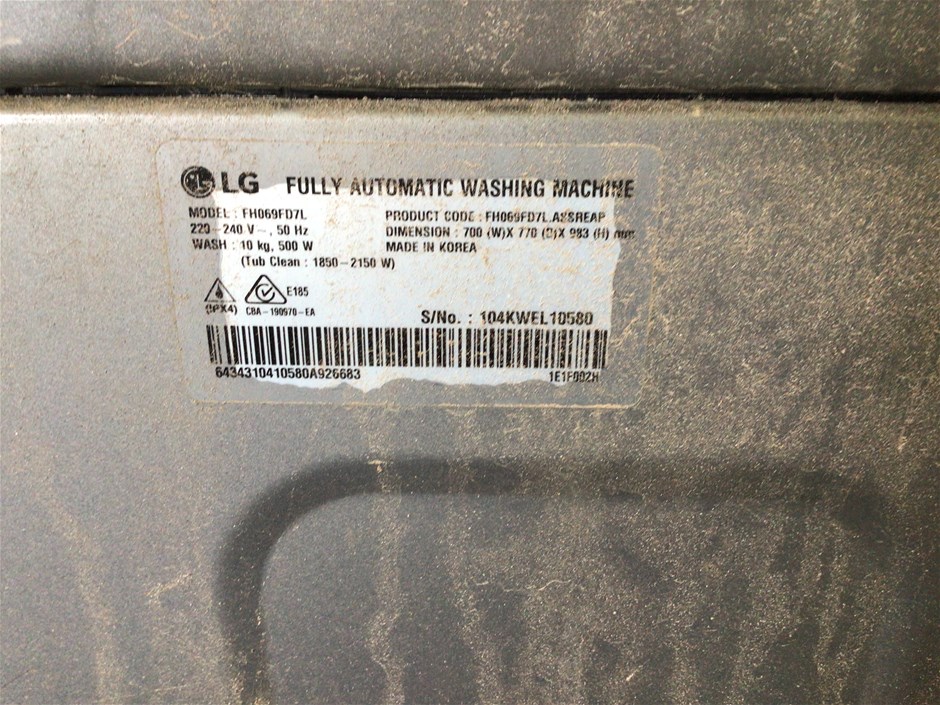 LG FULLY AUTOMATIC WASHING MACHINE
MODEL : FH069FD7L
220-240 V~, 50 Hz
WASH : 10 kg, 500 W
(Tub Clean : 1850-2150 W)
PRODUCT CODE : FH069FD7L.ASSREAP
DIMENSION : 700 (W)X 770 (D)X 983 (H) mm
MADE IN KOREA
(IPX4)
E185
CBA-190970-EA
S/No. : 104KWEL10580
6434310410580A926683
1E1F002H